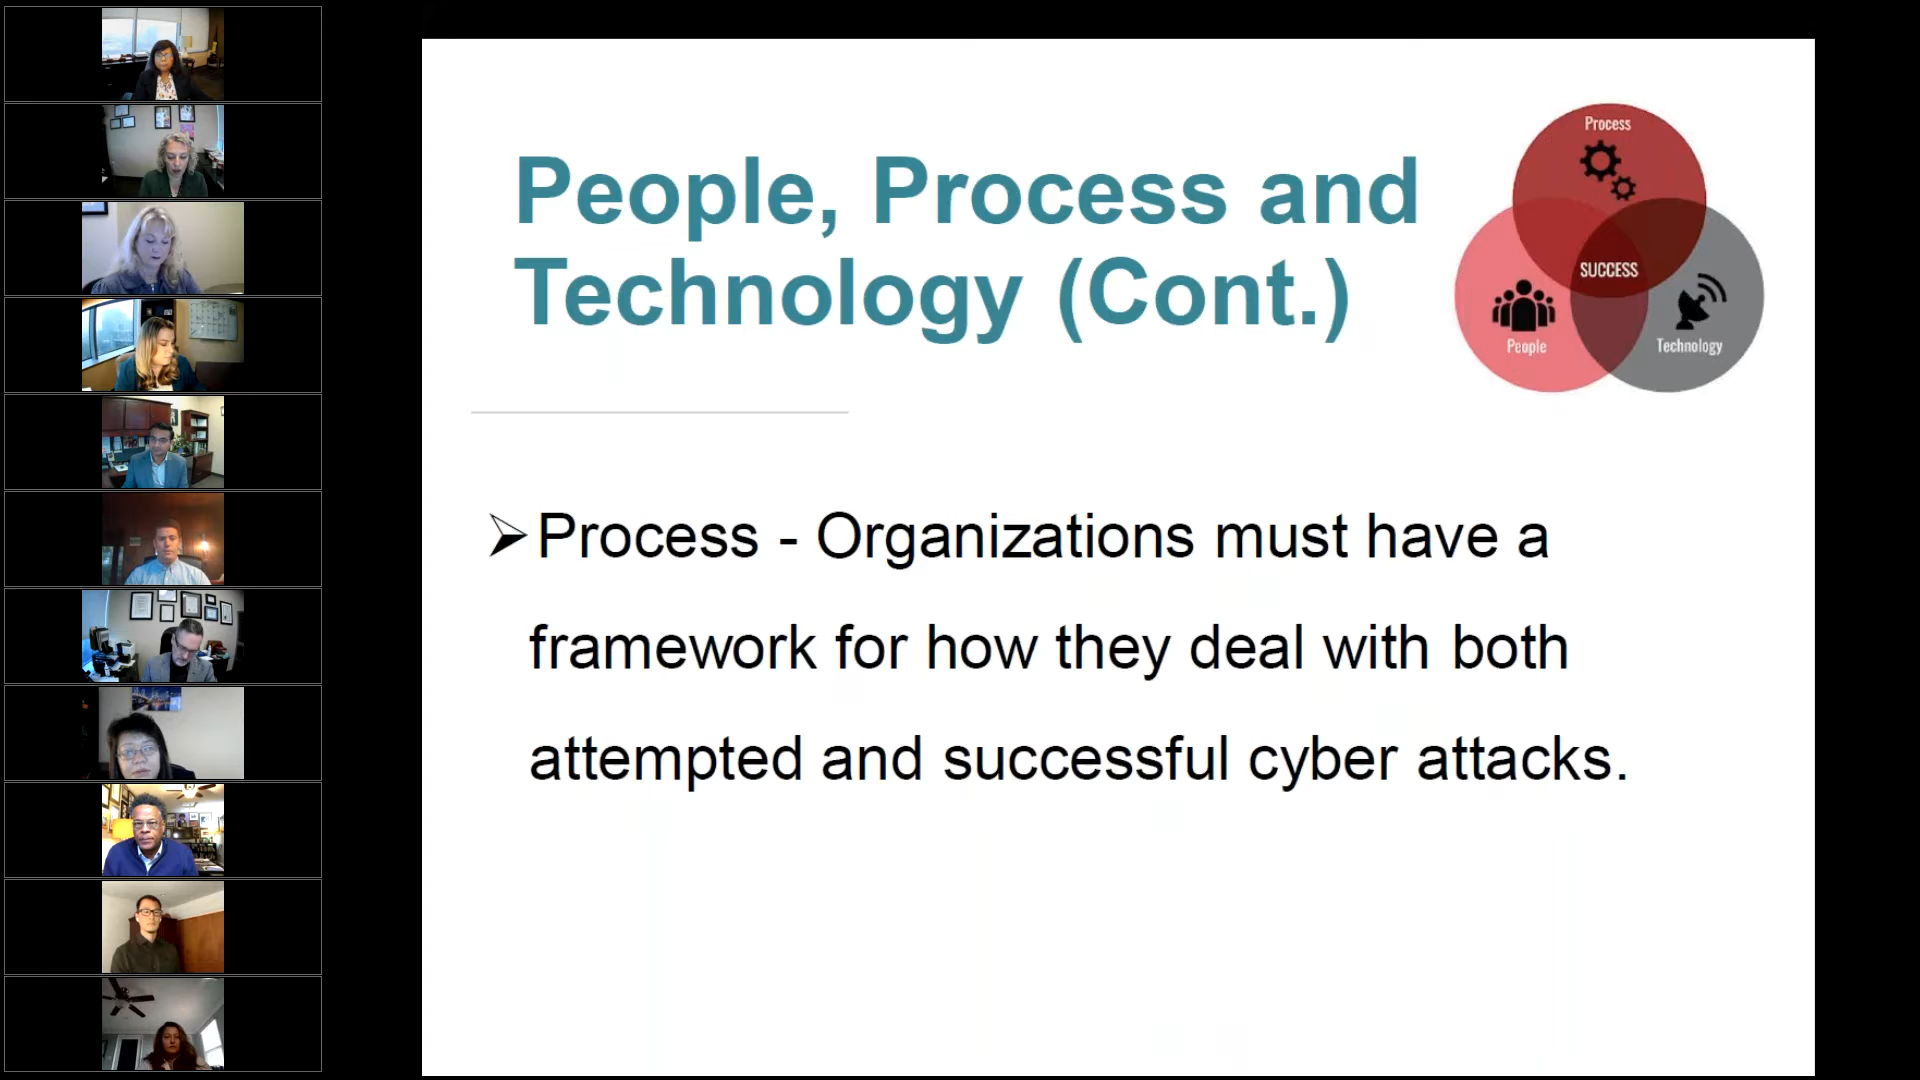 People, Process and
Technology (Cont.)
Process
SUCCESS
People
Technology
➢Process - Organizations must have a
framework for how they deal with both
attempted and successful cyber attacks.